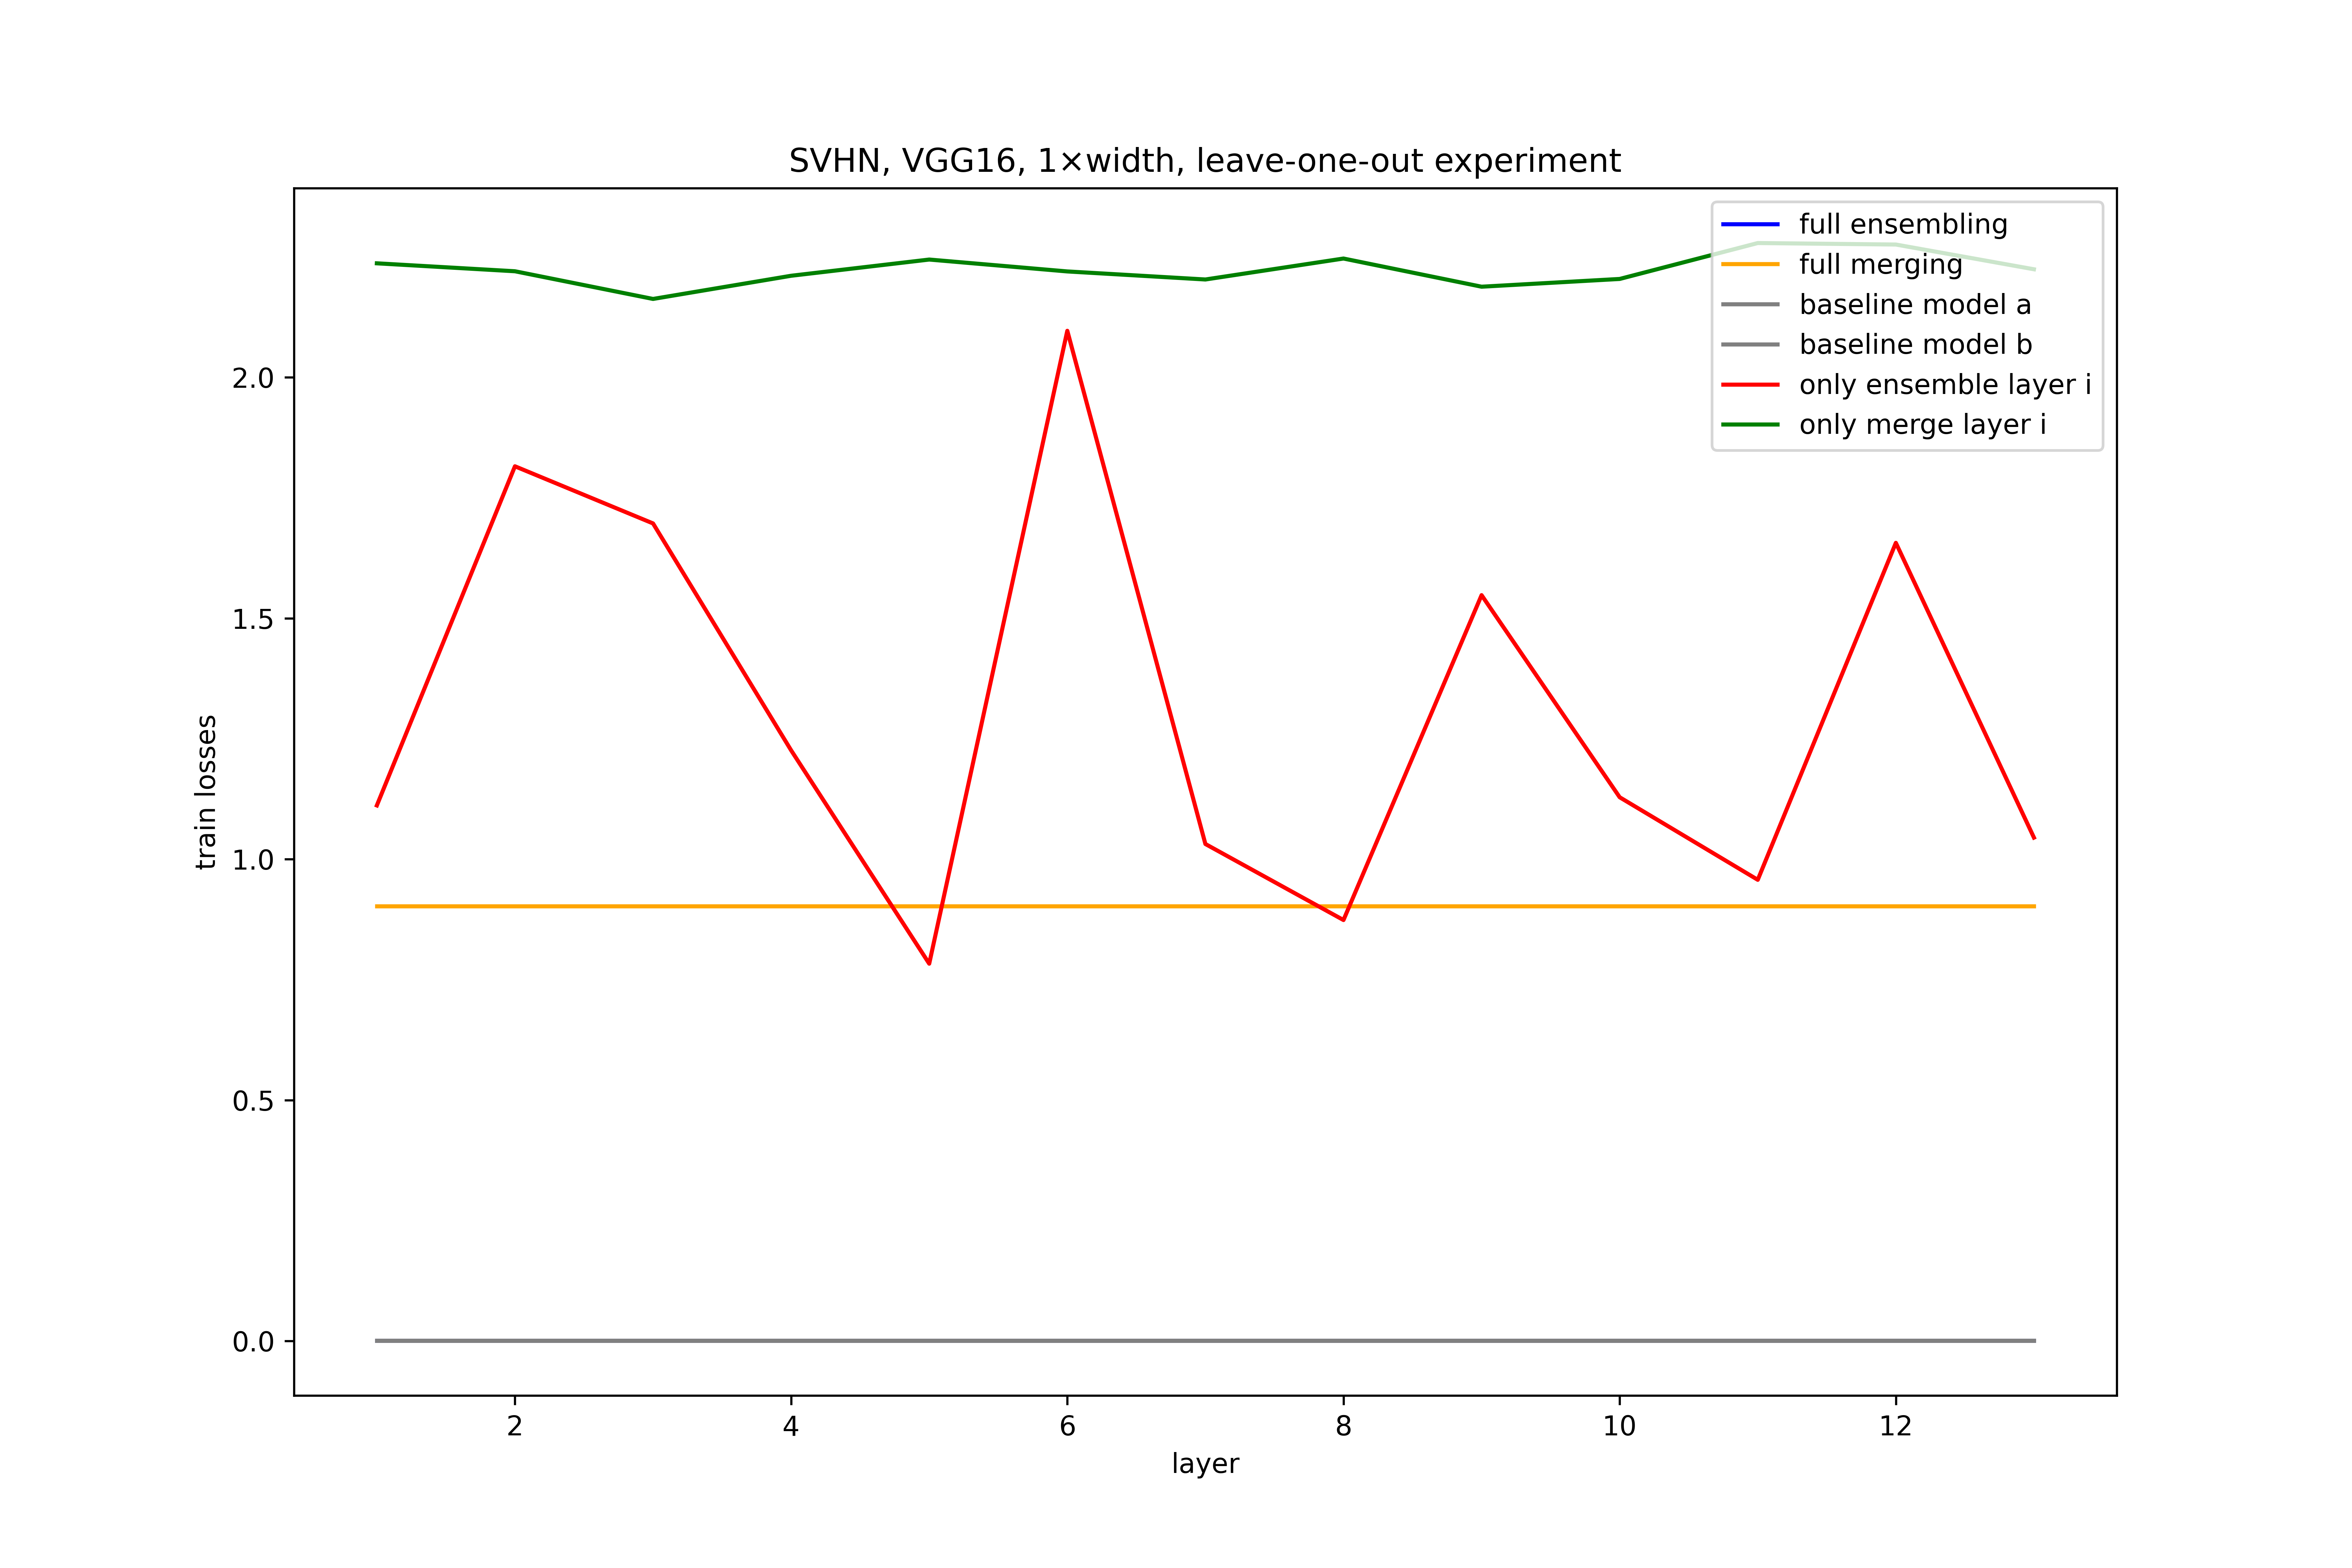 SVHN, VGG16, 1×width, leave-one-out experiment
full ensembling
full merging
baseline model a
baseline model b
only ensemble layer i
only merge layer i
train losses
2.0
1.5
1.0
0.5
0.0
2 4 6 8 10 12
layer